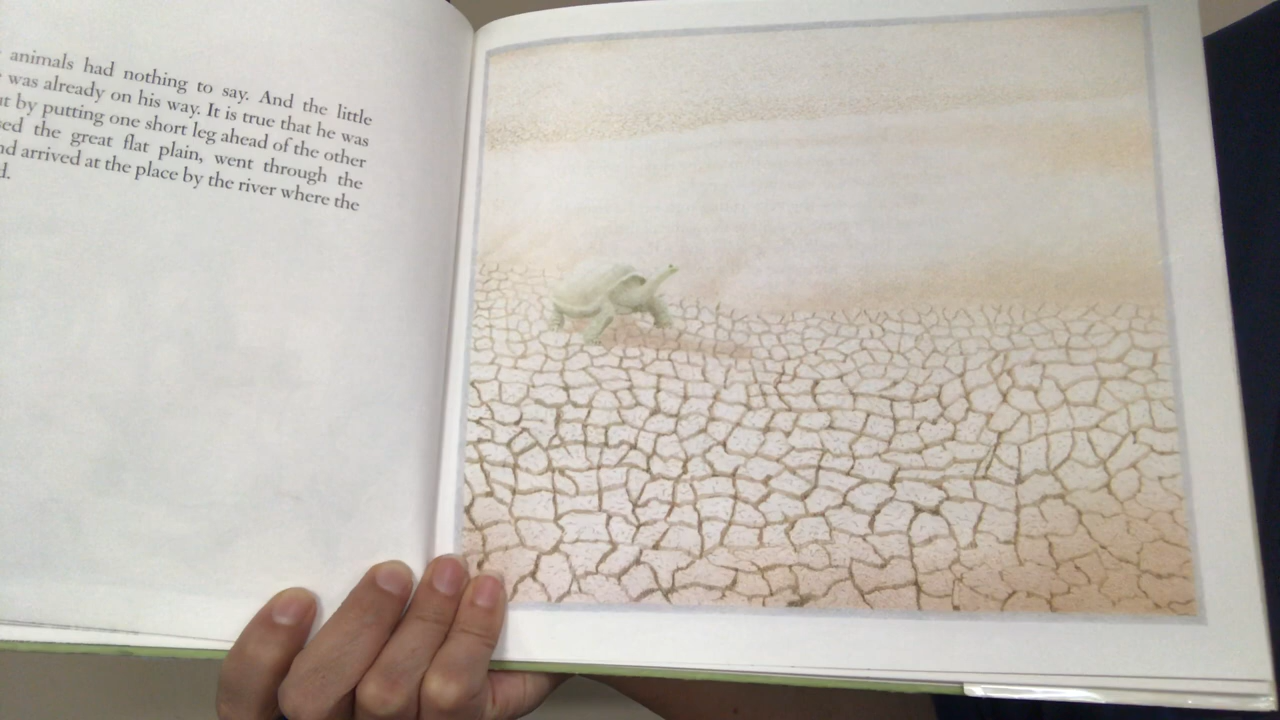 animals had nothing to say. And the little
was already on his way. It is true that he was
by putting one short leg ahead of the other
the great flat plain, went through the
arrived at the place by the river where the